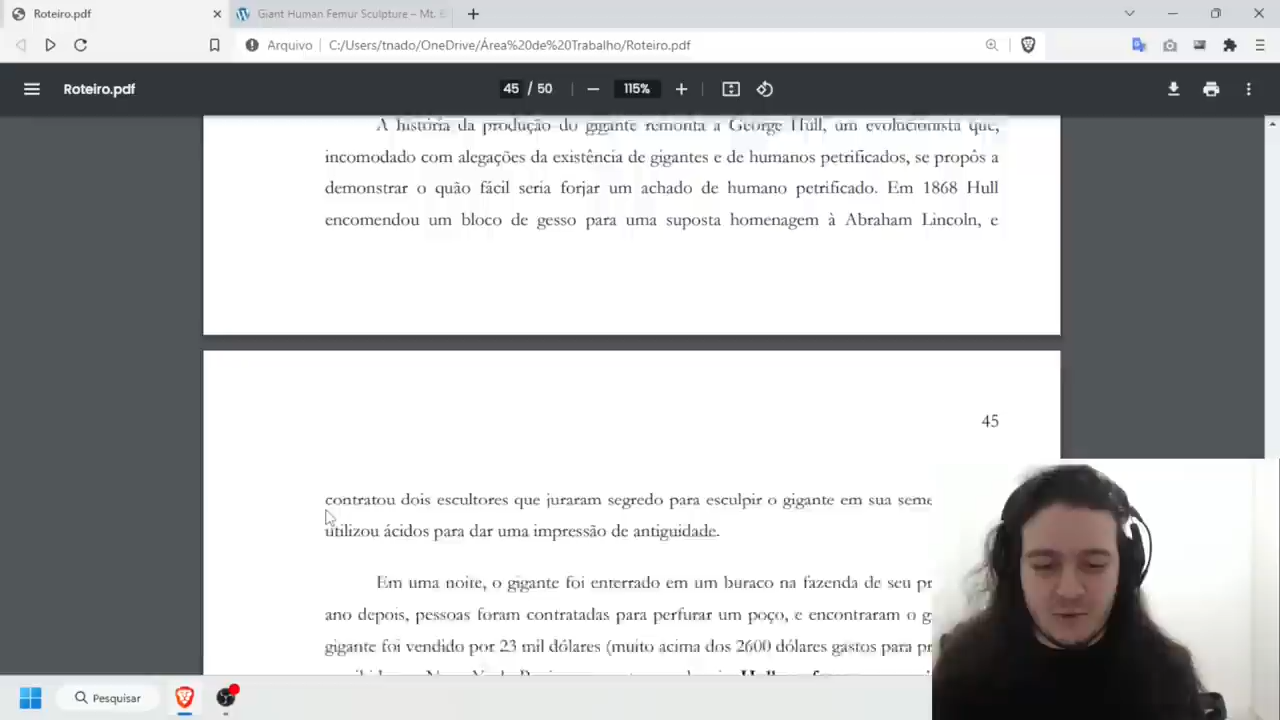 Roteiro.pdf
Giant Human Femur Sculpture – Mt. E
Arquivo
C:/Users/tnado/OneDrive/Área%20de%20Trabalho/Roteiro.pdf
Roteiro.pdf
45 / 50
115%
A história da produção do gigante remonta a George Hull, um evolucionista que,
incomodado com alegações da existência de gigantes e de humanos petrificados, se propôs a
demonstrar o quão fácil seria forjar um achado de humano petrificado. Em 1868 Hull
encomendou um bloco de gesso para uma suposta homenagem à Abraham Lincoln, e
45
contratou dois escultores que juraram segredo para esculpir o gigante em sua seme
utilizou ácidos para dar uma impressão de antiguidade.
Em uma noite, o gigante foi enterrado em um buraco na fazenda de seu pr
ano depois, pessoas foram contratadas para perfurar um poço, e encontraram o g
gigante foi vendido por 23 mil dólares (muito acima dos 2600 dólares gastos para pr
Pesquisar